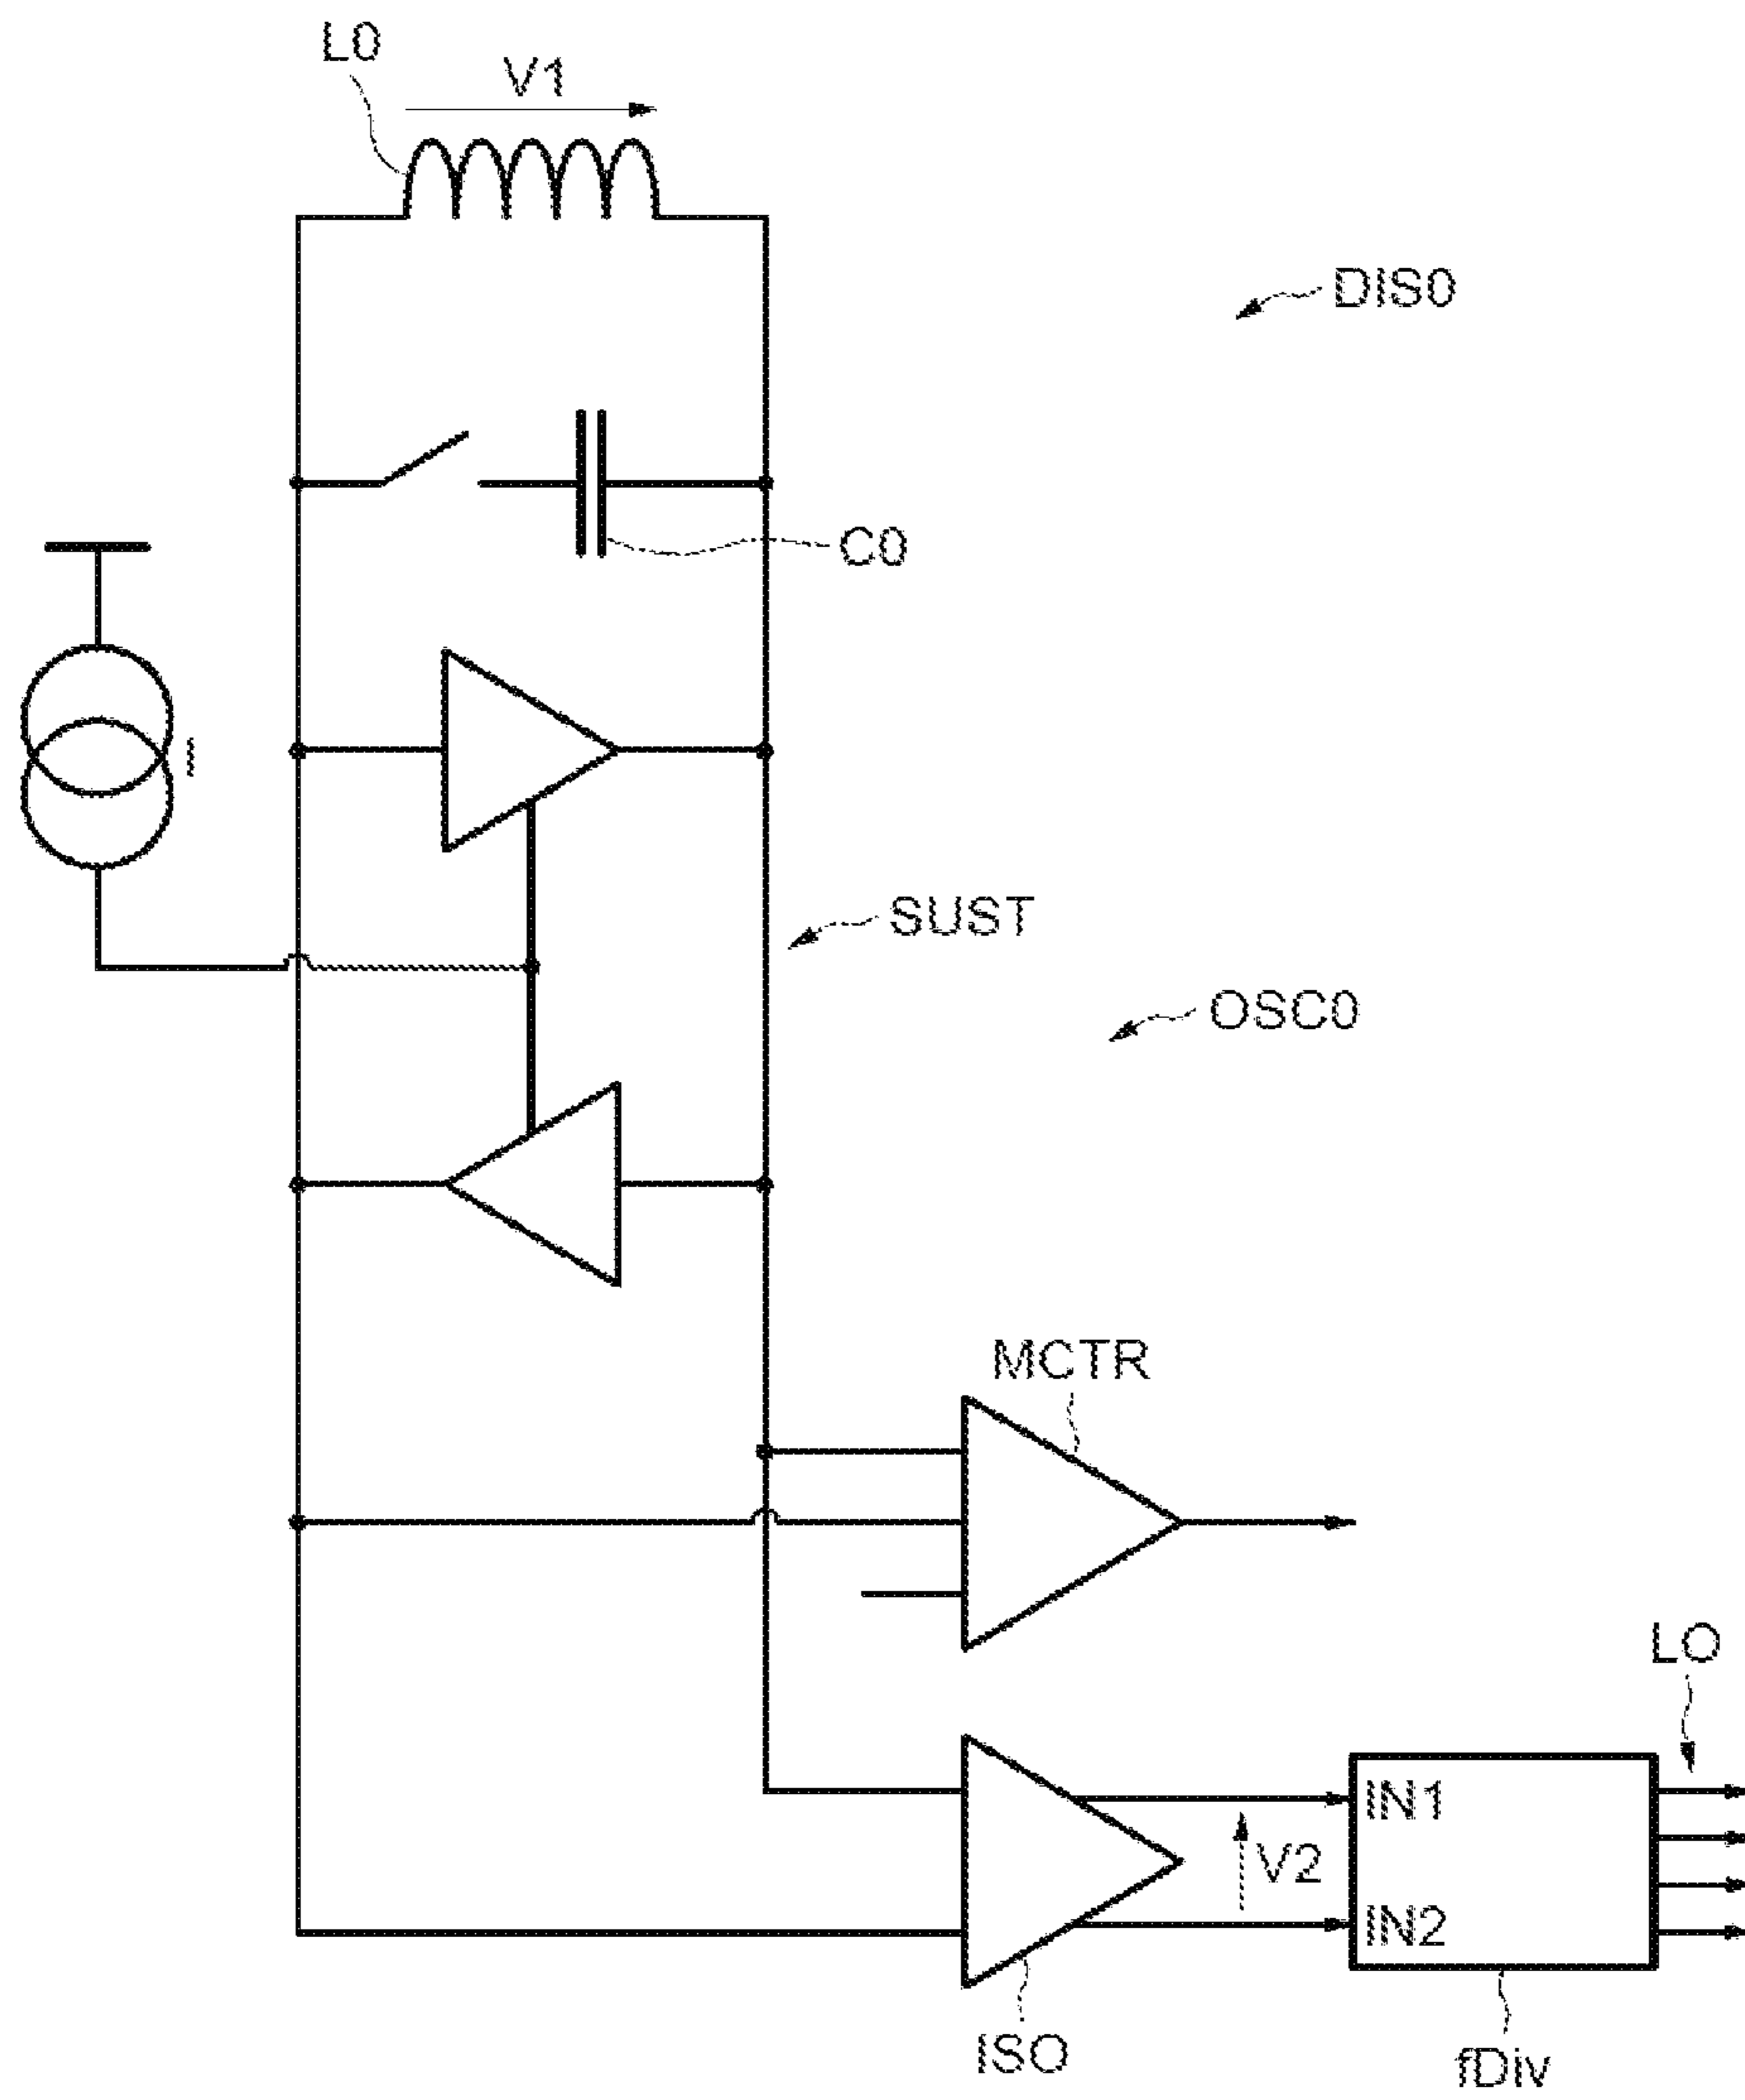 L0
V1
DIS0
C0
I
SUST
OSC0
MCTR
LO
IN1
V2
IN2
ISO
fDiv